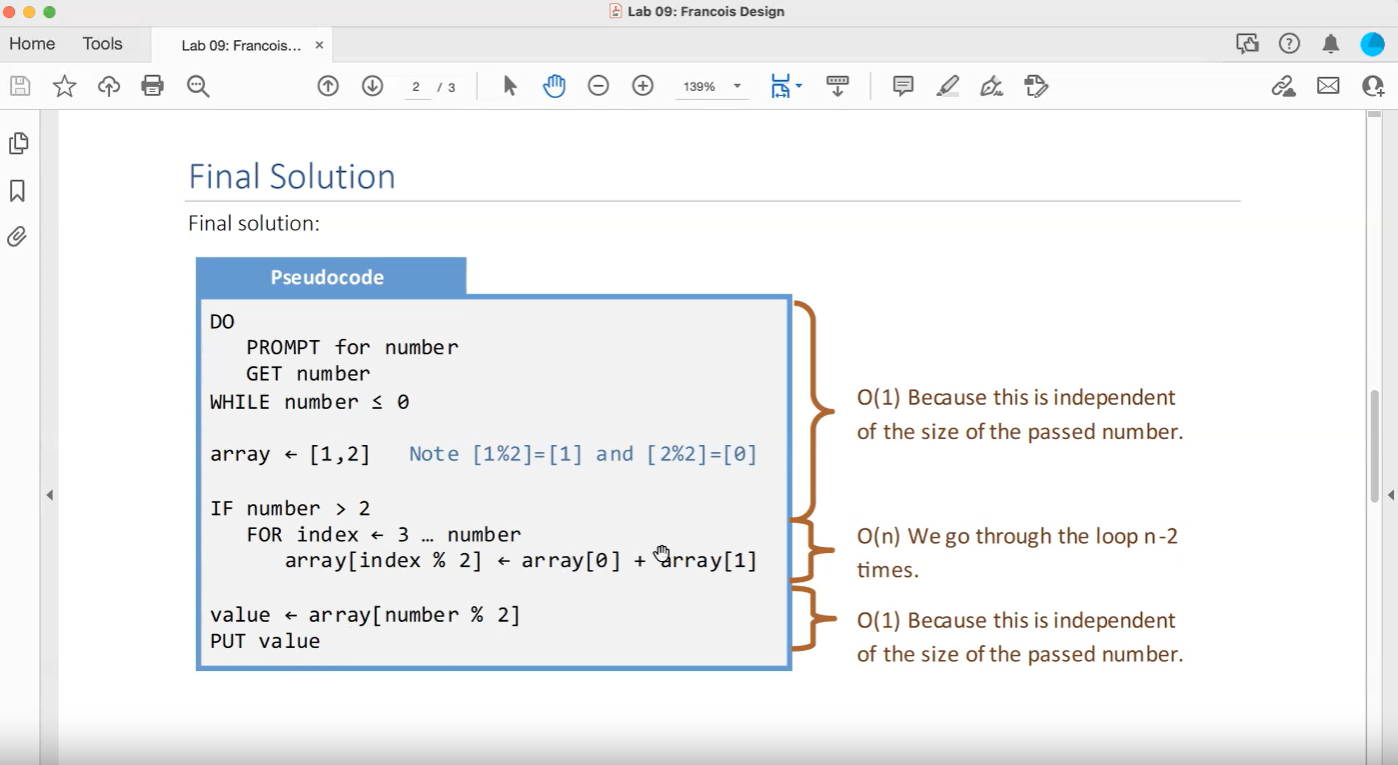 Lab 09: Francois Design
Home Tools Lab 09: Francois... ×
2 / 3 139%
Final Solution
Final solution:
Pseudocode
DO
PROMPT for number
GET number
WHILE number ≤ 0
array ← [1,2] Note [1%2]=[1] and [2%2]=[0]
IF number > 2
FOR index ← 3 … number
array[index % 2] ← array[0] + array[1]
value ← array[number % 2]
PUT value
O(1) Because this is independent
of the size of the passed number.
O(n) We go through the loop n-2
times.
O(1) Because this is independent
of the size of the passed number.